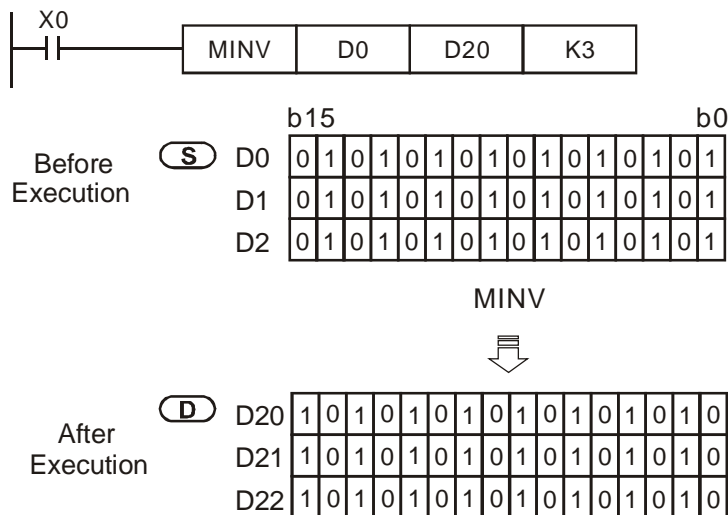 X0
MINV D0 D20 K3
b15 b0
Before Execution
S D0 0 1 0 1 0 1 0 1 0 1 0 1 0 1 0 1
D1 0 1 0 1 0 1 0 1 0 1 0 1 0 1 0 1
D2 0 1 0 1 0 1 0 1 0 1 0 1 0 1 0 1
MINV
After Execution
D D20 1 0 1 0 1 0 1 0 1 0 1 0 1 0 1 0
D21 1 0 1 0 1 0 1 0 1 0 1 0 1 0 1 0
D22 1 0 1 0 1 0 1 0 1 0 1 0 1 0 1 0